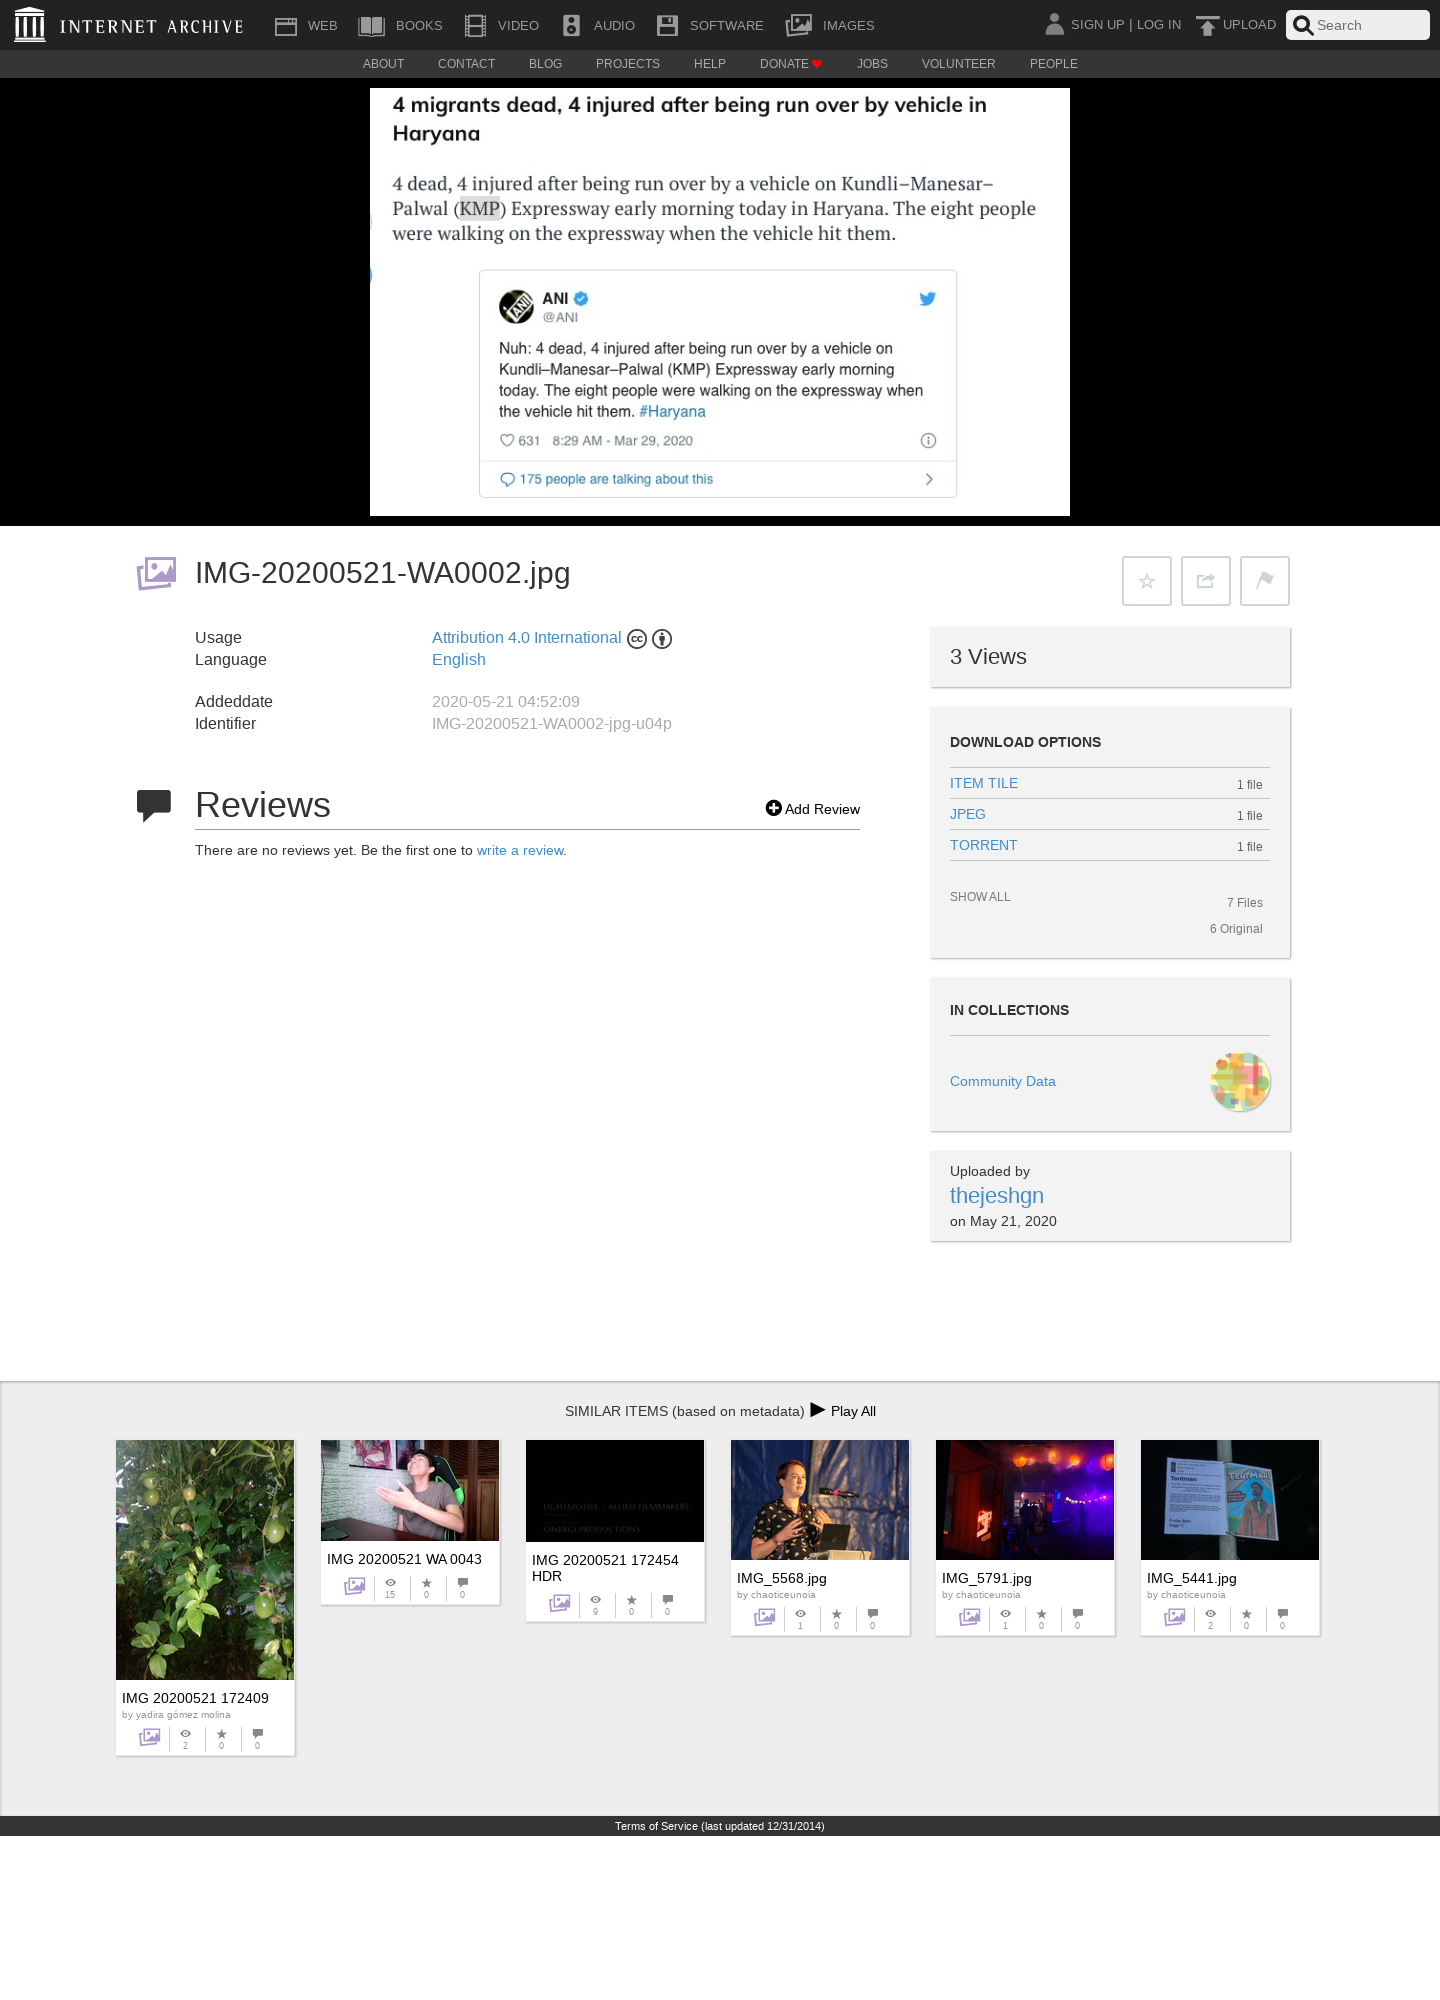 INTERNET ARCHIVE
WEB BOOKS VIDEO AUDIO SOFTWARE IMAGES
SIGN UP | LOG IN UPLOAD Search
ABOUT CONTACT BLOG PROJECTS HELP DONATE JOBS VOLUNTEER PEOPLE
4 migrants dead, 4 injured after being run over by vehicle in
Haryana
4 dead, 4 injured after being run over by a vehicle on Kundli–Manesar–
Palwal (KMP) Expressway early morning today in Haryana. The eight people
were walking on the expressway when the vehicle hit them.
ANI
@ANI
Nuh: 4 dead, 4 injured after being run over by a vehicle on
Kundli–Manesar–Palwal (KMP) Expressway early morning
today. The eight people were walking on the expressway when
the vehicle hit them. #Haryana
631 8:29 AM - Mar 29, 2020
175 people are talking about this
IMG-20200521-WA0002.jpg
Usage Attribution 4.0 International
Language English
Addeddate 2020-05-21 04:52:09
Identifier IMG-20200521-WA0002-jpg-u04p
Reviews
Add Review
There are no reviews yet. Be the first one to write a review.
3 Views
DOWNLOAD OPTIONS
ITEM TILE 1 file
JPEG 1 file
TORRENT 1 file
SHOW ALL 7 Files
6 Original
IN COLLECTIONS
Community Data
Uploaded by
thejeshgn
on May 21, 2020
SIMILAR ITEMS (based on metadata) Play All
IMG 20200521 172409
by yadira gómez molina
2 0 0
IMG 20200521 WA 0043
15 0 0
LIGHTMOTIVE / ALLIED FILMMAKERS
CINERGI PRODUCTIONS
IMG 20200521 172454
HDR
9 0 0
IMG_5568.jpg
by chaoticeunoia
1 0 0
IMG_5791.jpg
by chaoticeunoia
1 0 0
Tentman
TENTMAN
IMG_5441.jpg
by chaoticeunoia
2 0 0
Terms of Service (last updated 12/31/2014)